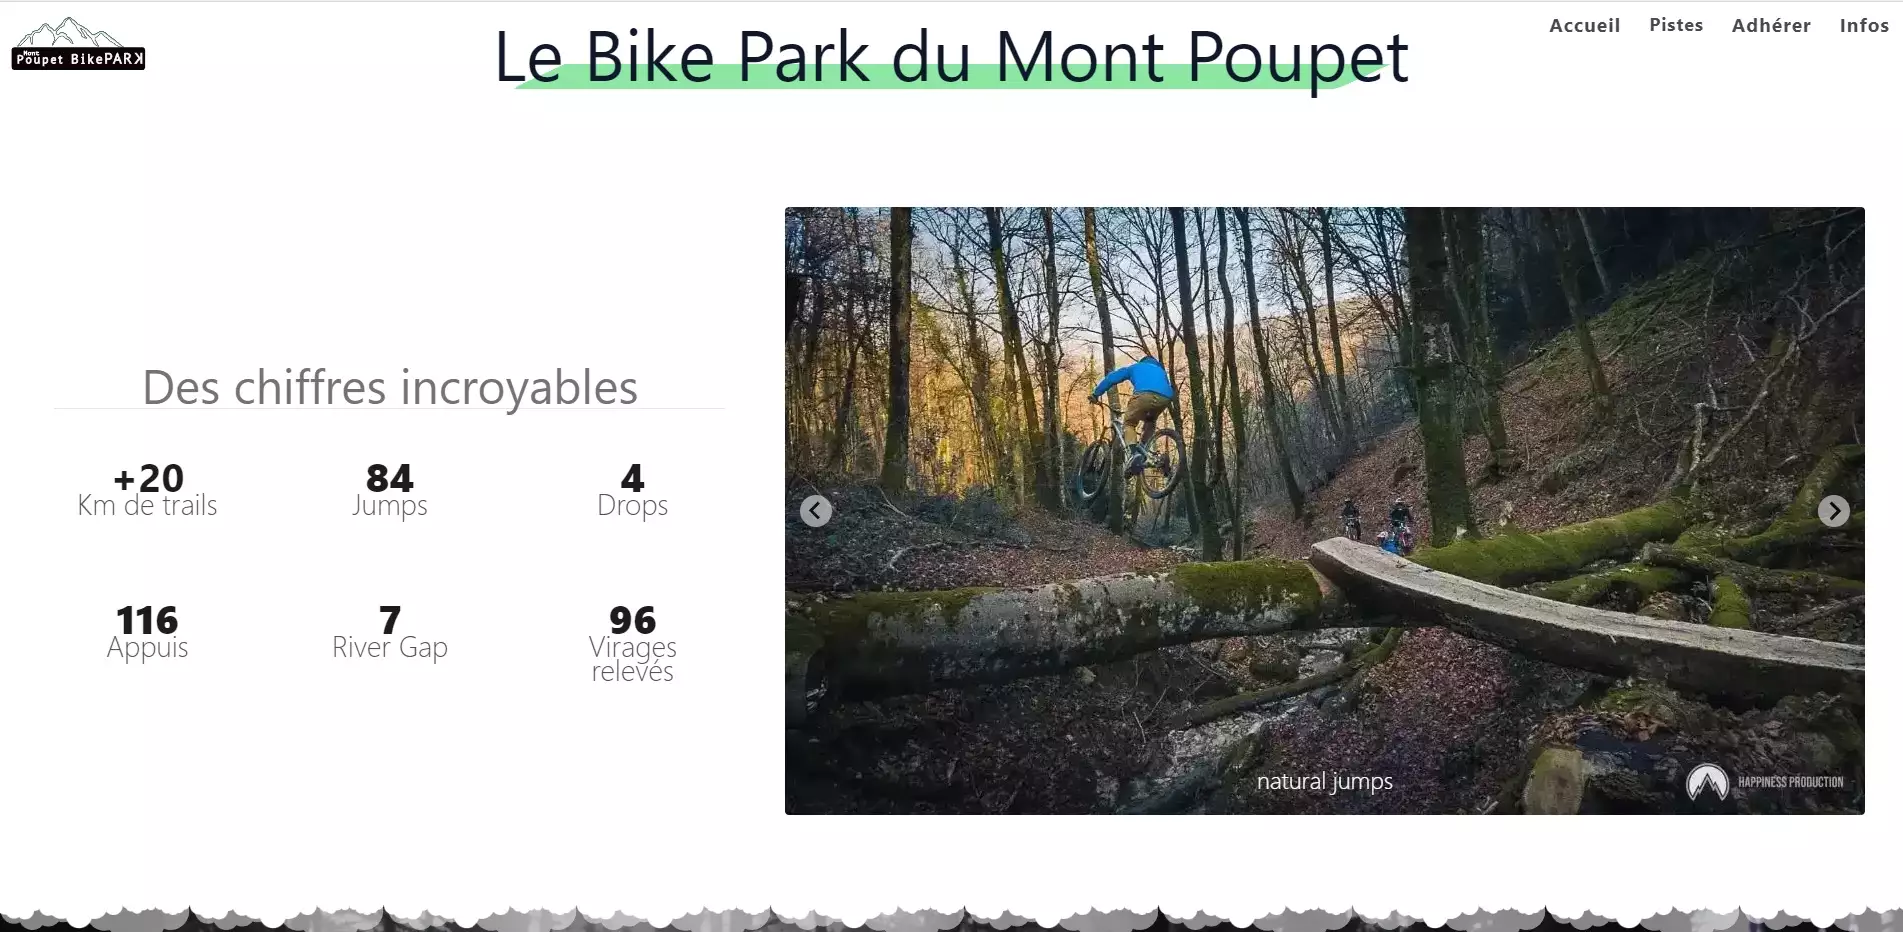 Mont
Poupet BikePARK
Le Bike Park du Mont Poupet
Accueil
Pistes
Adhérer
Infos
Des chiffres incroyables
+20
Km de trails
84
Jumps
4
Drops
116
Appuis
7
River Gap
96
Virages
relevés
natural jumps
HAPPINESS PRODUCTION